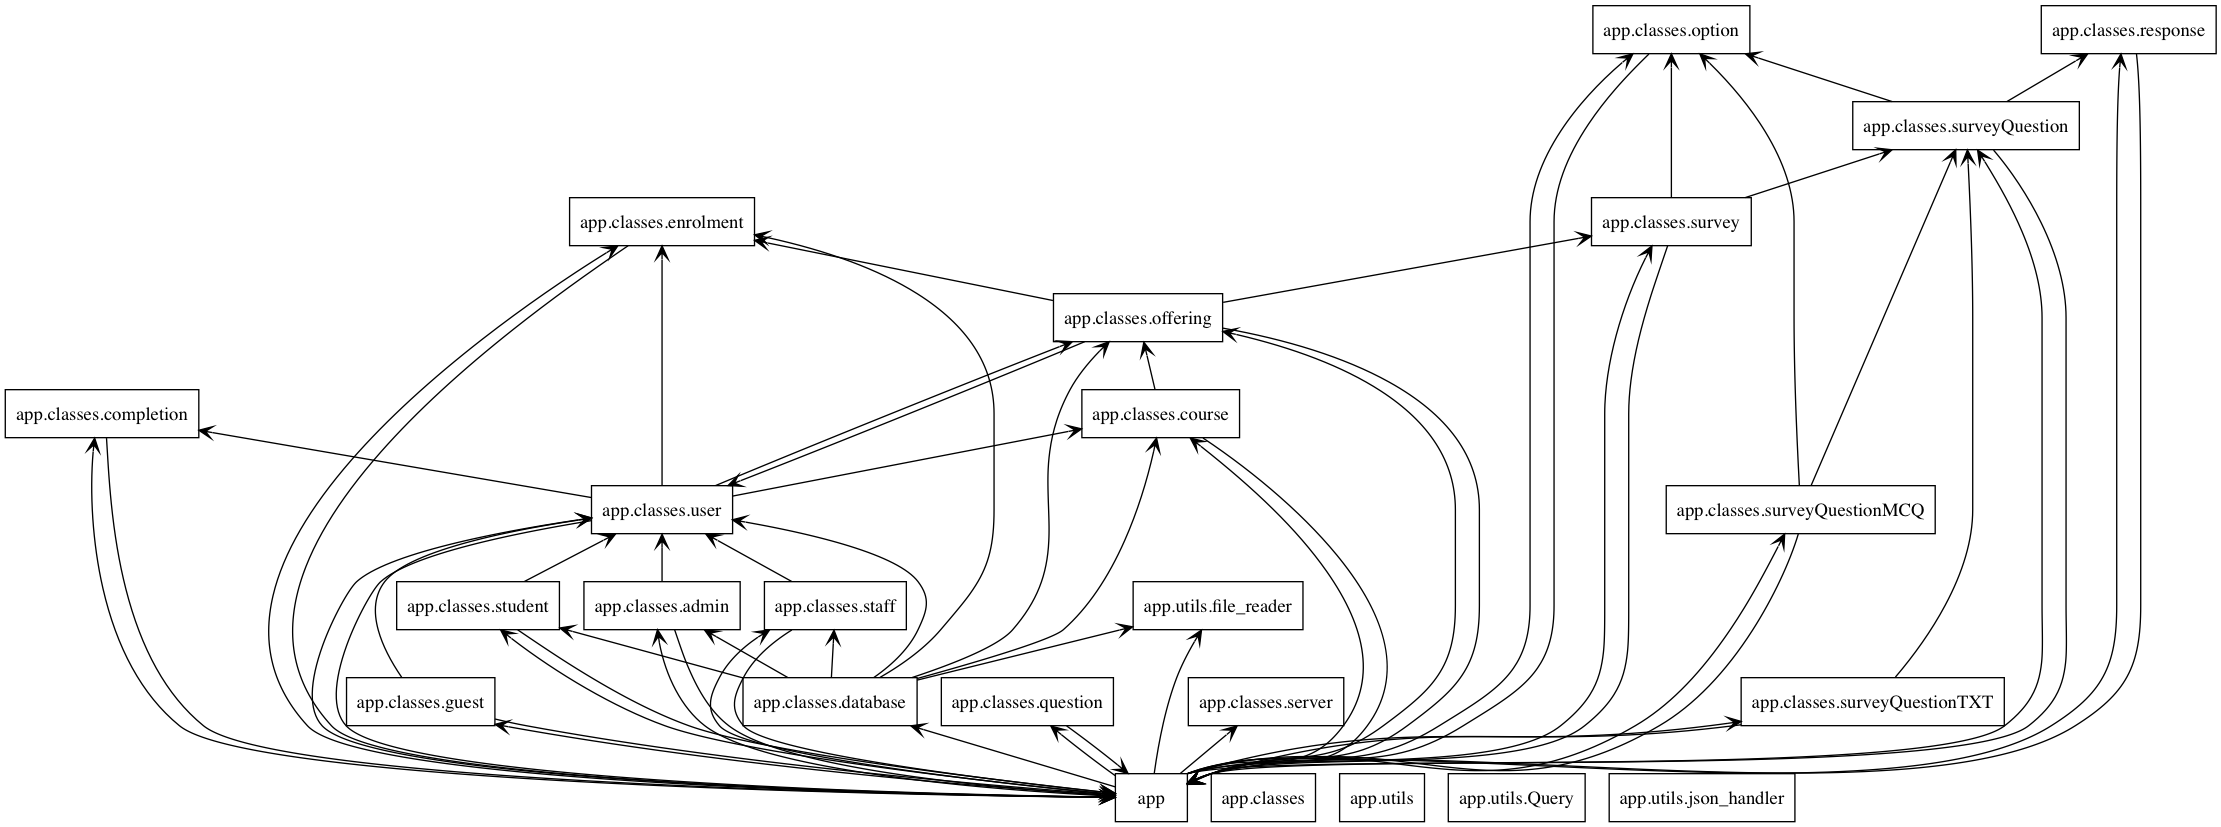 app.classes.option
app.classes.response
app.classes.surveyQuestion
app.classes.enrolment
app.classes.survey
app.classes.offering
app.classes.completion
app.classes.course
app.classes.user
app.classes.surveyQuestionMCQ
app.classes.student
app.classes.admin
app.classes.staff
app.utils.file_reader
app.classes.guest
app.classes.database
app.classes.question
app.classes.server
app.classes.surveyQuestionTXT
app
app.classes
app.utils
app.utils.Query
app.utils.json_handler